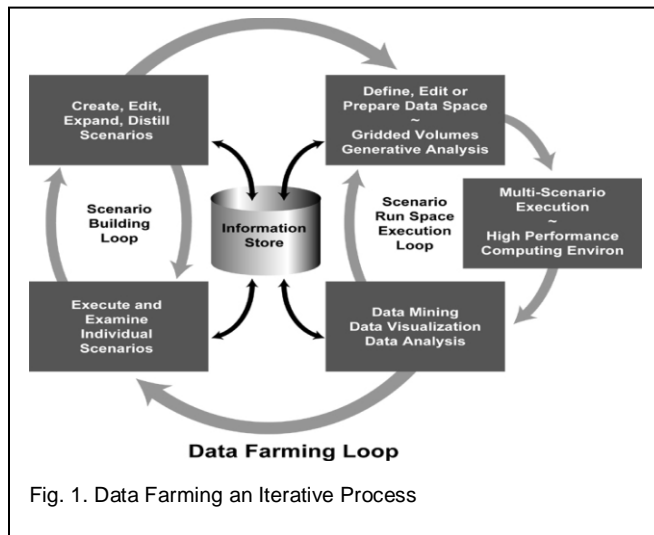 Create, Edit,
Expand, Distill
Scenarios
Define, Edit or
Prepare Data Space
~
Gridded Volumes
Generative Analysis
Multi-Scenario
Execution
~
High Performance
Computing Environ
Scenario
Building Loop
Information
Store
Scenario
Run Space
Execution
Loop
Execute and
Examine
Individual
Scenarios
Data Mining
Data Visualization
Data Analysis
Data Farming Loop
Fig. 1. Data Farming an Iterative Process